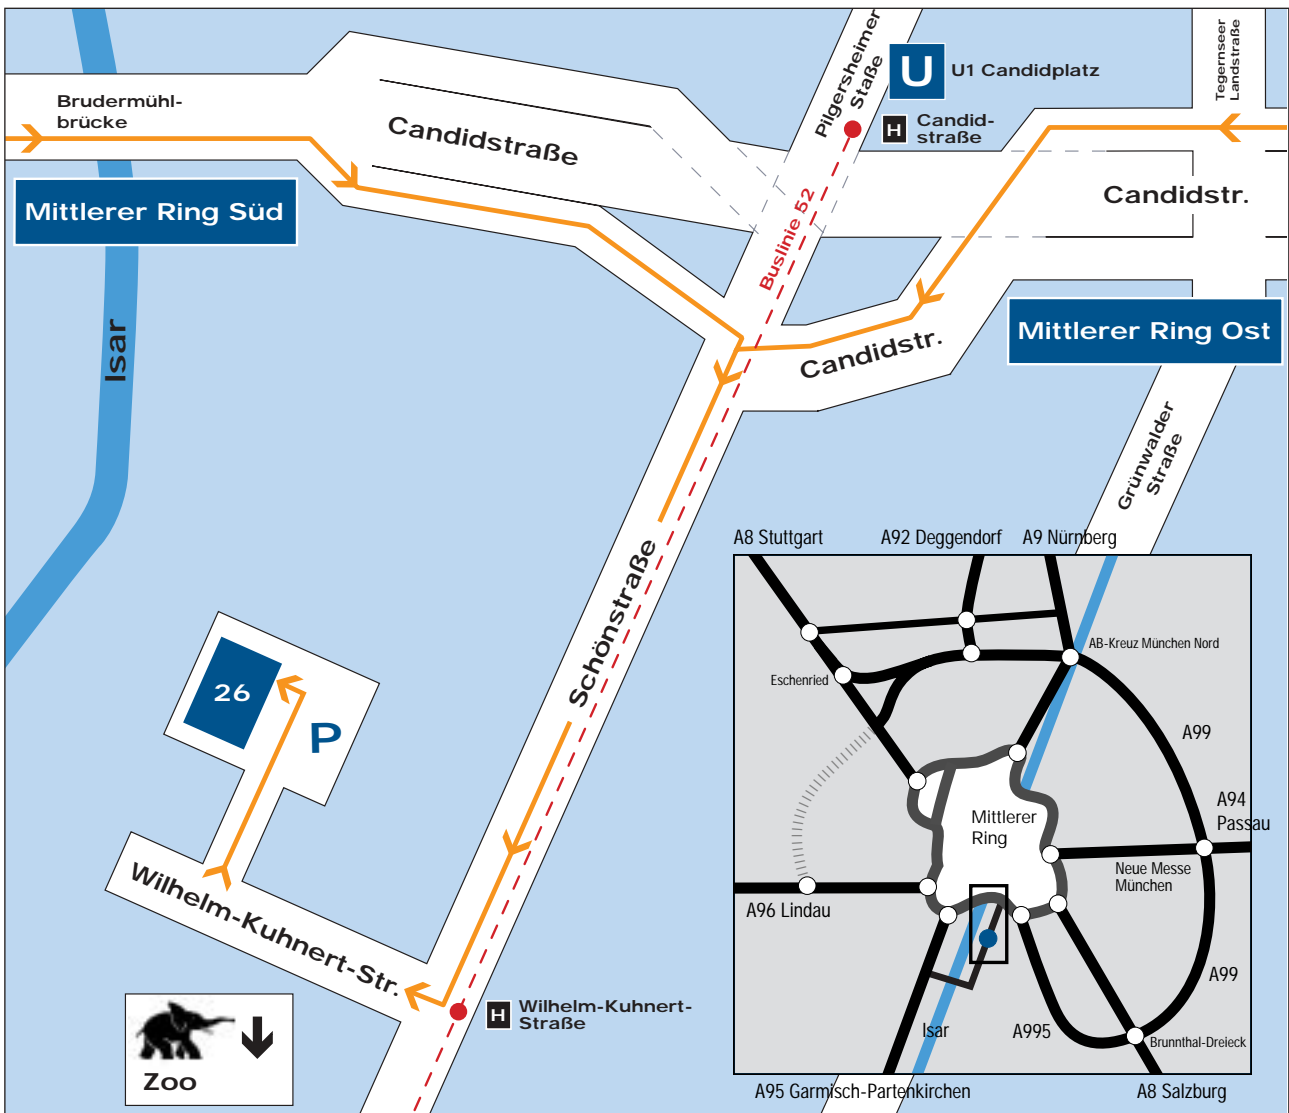 Pilgersheimer
Staße
U
U1 Candidplatz
Tegernseer
Landstraße
Brudermühl-
brücke
Candidstraße
H
Candid-
straße
Mittlerer Ring Süd
Candidstr.
Buslinie 52
Isar
Candidstr.
Mittlerer Ring Ost
Grünwalder
Straße
Schönstraße
26
P
Wilhelm-Kuhnert-Str.
H
Wilhelm-Kuhnert-
Straße
Zoo
A8 Stuttgart
A92 Deggendorf
A9 Nürnberg
AB-Kreuz München Nord
Eschenried
A99
A94
Passau
Mittlerer
Ring
Neue Messe
München
A96 Lindau
A99
Isar
A995
Brunnthal-Dreieck
A95 Garmisch-Partenkirchen
A8 Salzburg